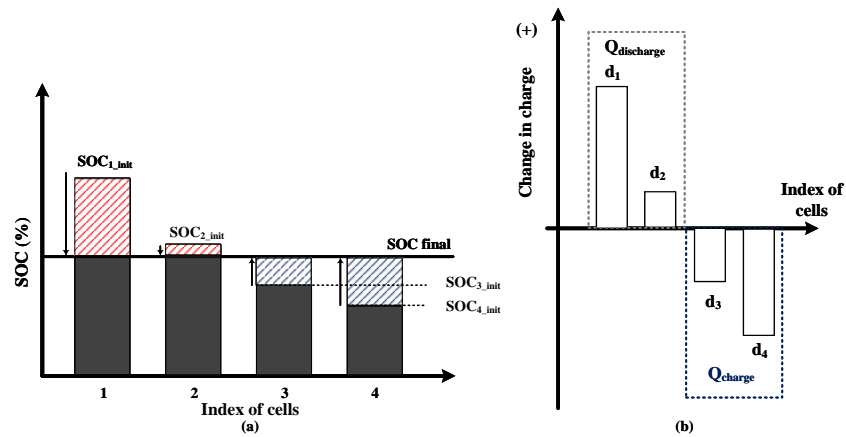 SOC (%)
SOC1_init
SOC2_init
SOC final
SOC3_init
SOC4_init
1 2 3 4
Index of cells
(a)
(+)
Change in charge
Qdischarge
d1
d2
Index of
cells
d3
d4
Qcharge
(b)